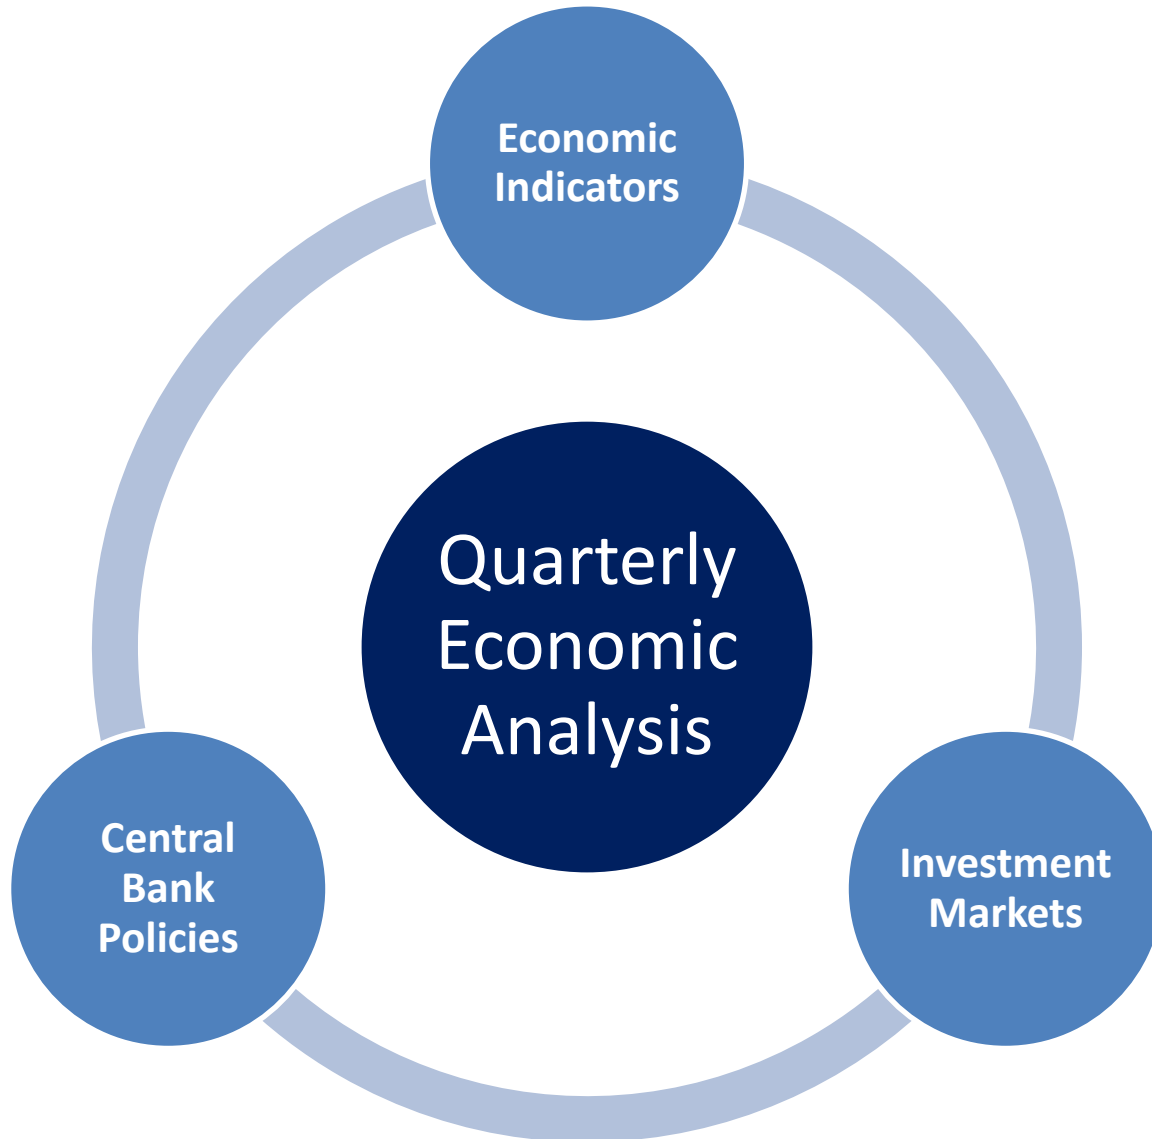 Economic
Indicators
Quarterly
Economic
Analysis
Central
Bank
Policies
Investment
Markets